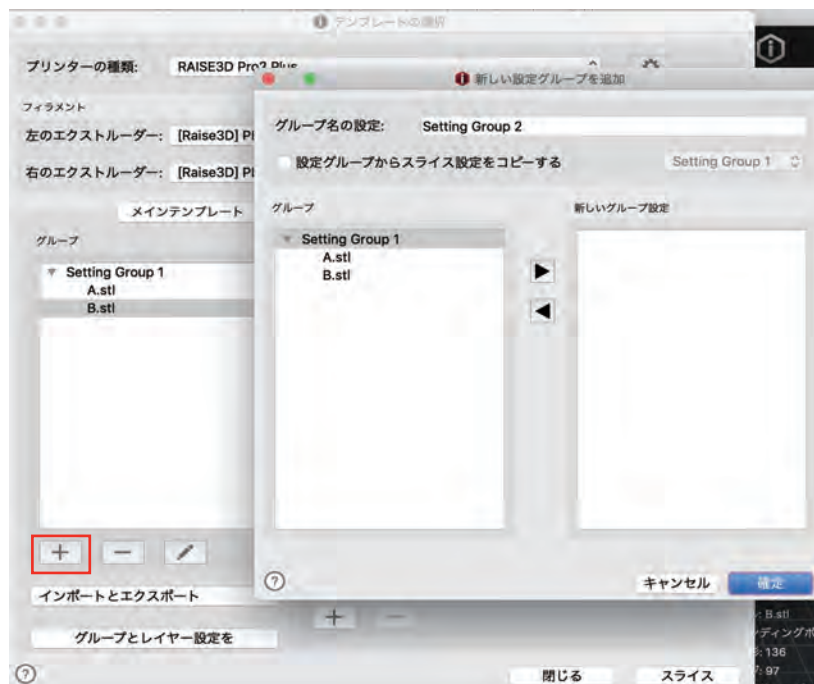 テンプレートの選択
プリンターの種類: RAISE3D Pro2 Plus
フィラメント
左のエクストルーダー: [Raise3D]
右のエクストルーダー: [Raise3D]
メインテンプレート
グループ
Setting Group 1
A.stl
B.stl
インポートとエクスポート
グループとレイヤー設定を
閉じる
スライス
新しい設定グループを追加
グループ名の設定: Setting Group 2
設定グループからスライス設定をコピーする Setting Group 1
グループ
新しいグループ設定
Setting Group 1
A.stl
B.stl
キャンセル
確定
: B.stl
136
97